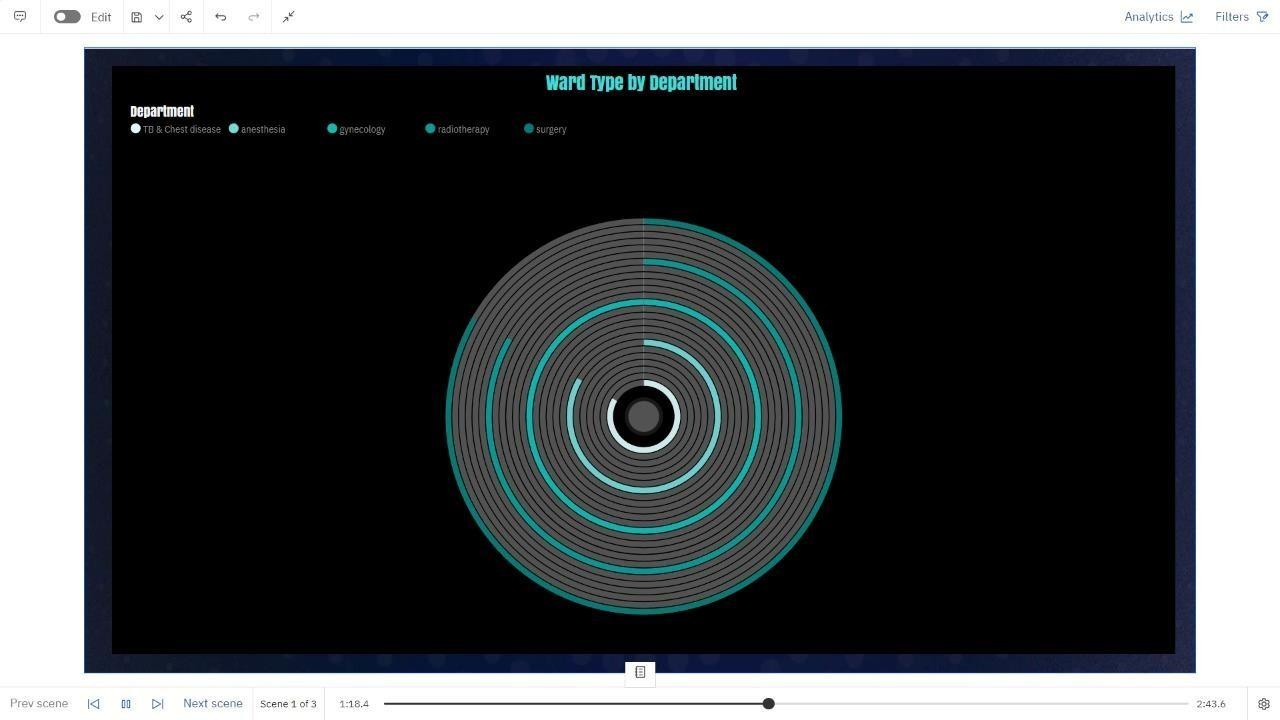 Edit
Analytics
Filters
Ward Type by Department
Department
TB & Chest disease anesthesia gynecology radiotherapy surgery
Prev scene Next scene Scene 1 of 3 1:18.4 2:43.6